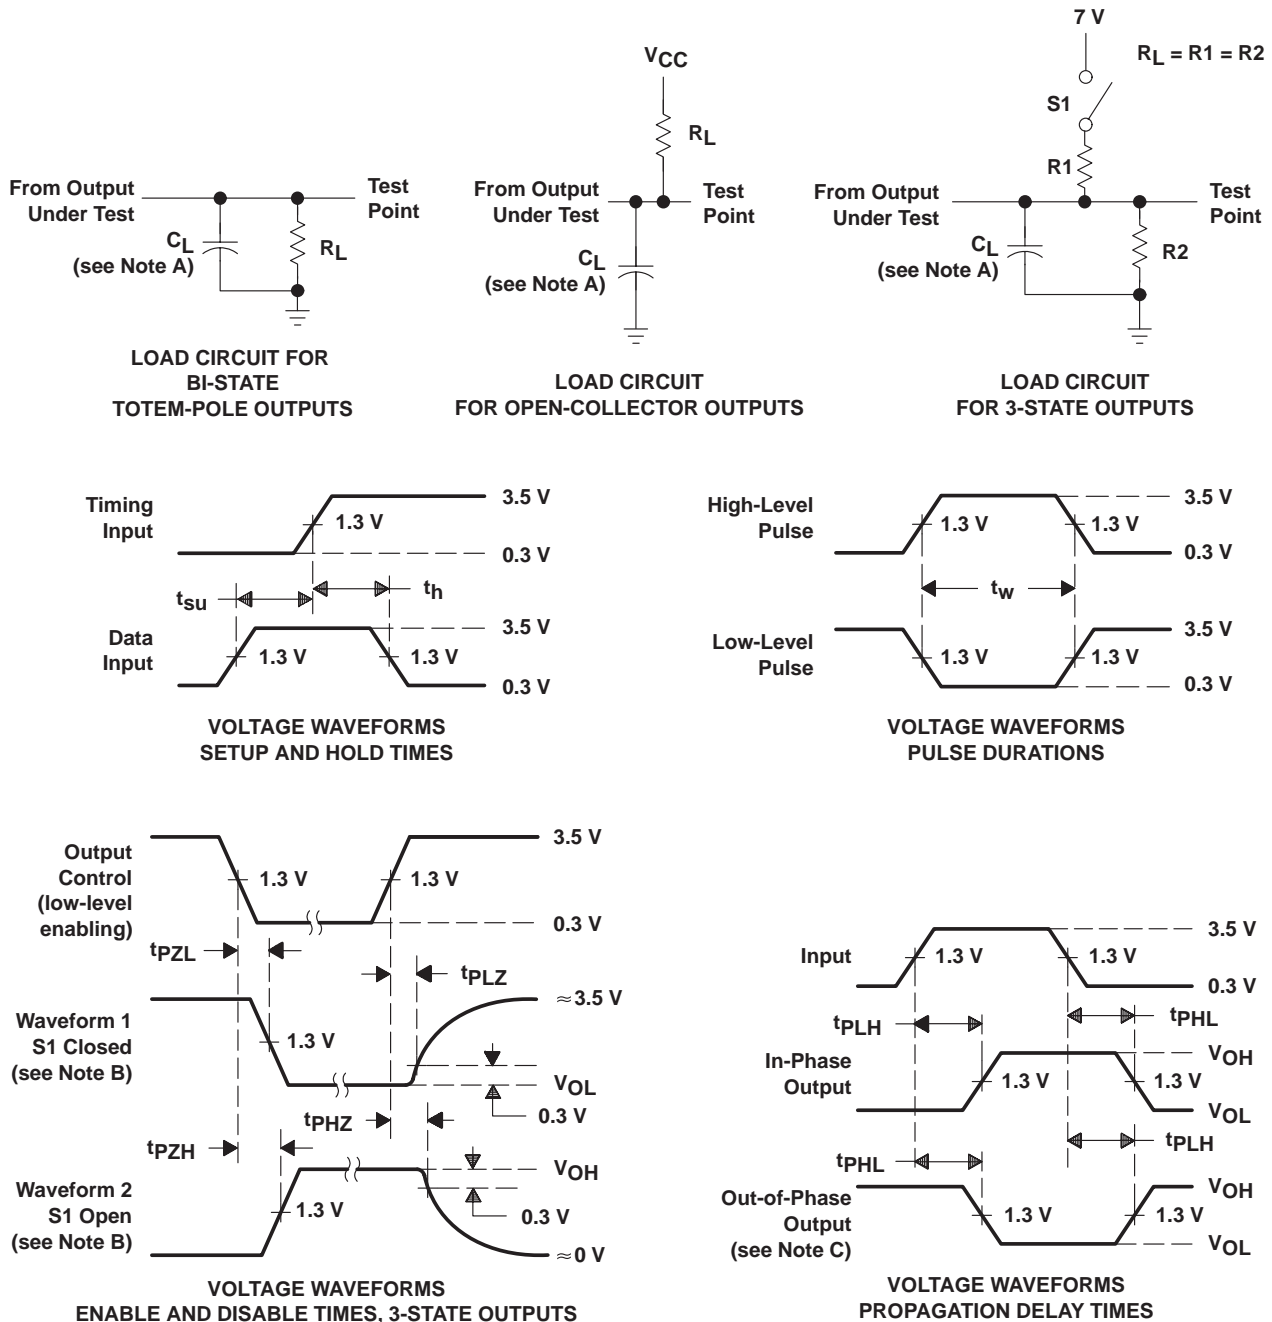 7 V
RL = R1 = R2
S1
R1
From Output
Under Test
Test
Point
CL
(see Note A)
R2
LOAD CIRCUIT
FOR 3-STATE OUTPUTS
VCC
RL
From Output
Under Test
Test
Point
CL
(see Note A)
LOAD CIRCUIT
FOR OPEN-COLLECTOR OUTPUTS
From Output
Under Test
Test
Point
CL
(see Note A)
RL
LOAD CIRCUIT FOR
BI-STATE
TOTEM-POLE OUTPUTS
Timing
Input
1.3 V
3.5 V
0.3 V
tsu
th
Data
Input
1.3 V
1.3 V
3.5 V
0.3 V
VOLTAGE WAVEFORMS
SETUP AND HOLD TIMES
High-Level
Pulse
1.3 V
1.3 V
3.5 V
0.3 V
tw
Low-Level
Pulse
1.3 V
1.3 V
3.5 V
0.3 V
VOLTAGE WAVEFORMS
PULSE DURATIONS
Output
Control
(low-level
enabling)
1.3 V
1.3 V
3.5 V
0.3 V
tPZL
tPLZ
Waveform 1
S1 Closed
(see Note B)
1.3 V
≈3.5 V
VOL
0.3 V
tPZH
tPHZ
Waveform 2
S1 Open
(see Note B)
1.3 V
VOH
0.3 V
≈0 V
VOLTAGE WAVEFORMS
ENABLE AND DISABLE TIMES, 3-STATE OUTPUTS
Input
1.3 V
1.3 V
3.5 V
0.3 V
tPLH
tPHL
In-Phase
Output
1.3 V
1.3 V
VOH
VOL
tPHL
tPLH
Out-of-Phase
Output
(see Note C)
1.3 V
1.3 V
VOH
VOL
VOLTAGE WAVEFORMS
PROPAGATION DELAY TIMES